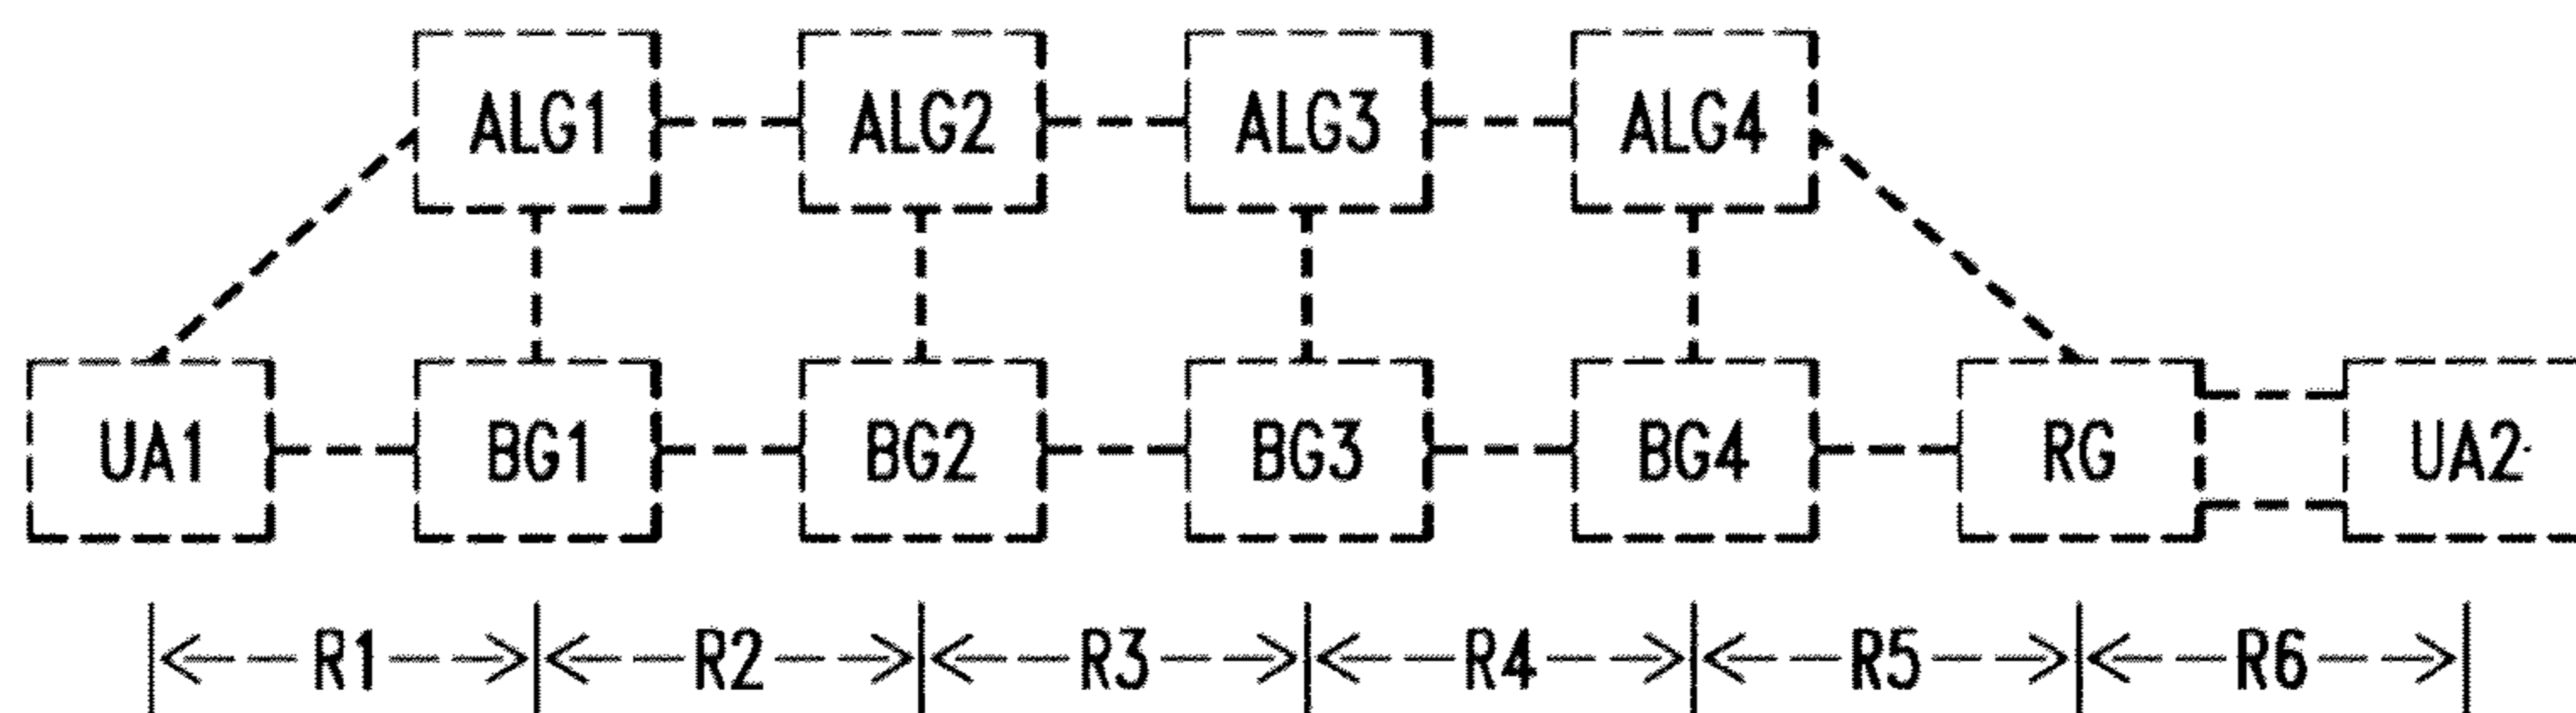 ALG1 ALG2 ALG3 ALG4
UA1 BG1 BG2 BG3 BG4 RG UA2
R1 R2 R3 R4 R5 R6